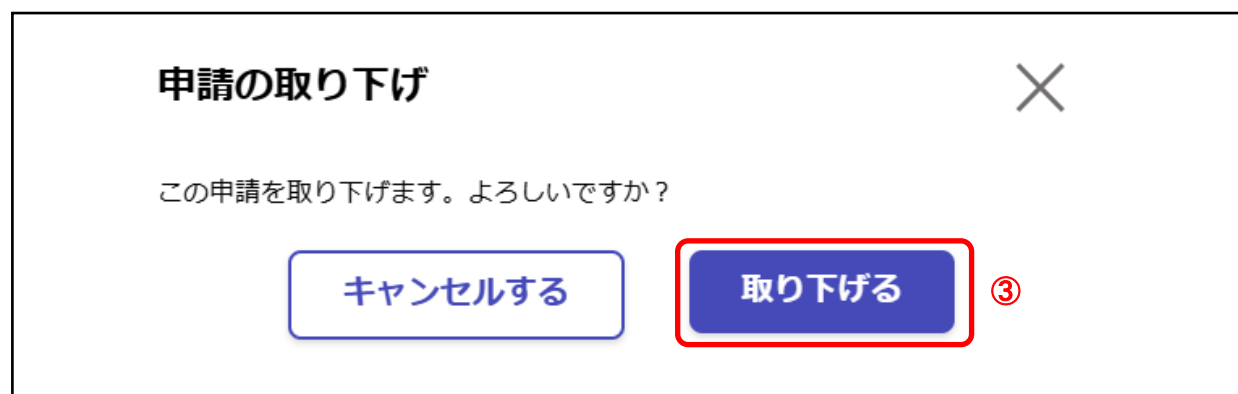 申請の取り下げ
この申請を取り下げます。よろしいですか？
キャンセルする
取り下げる
③